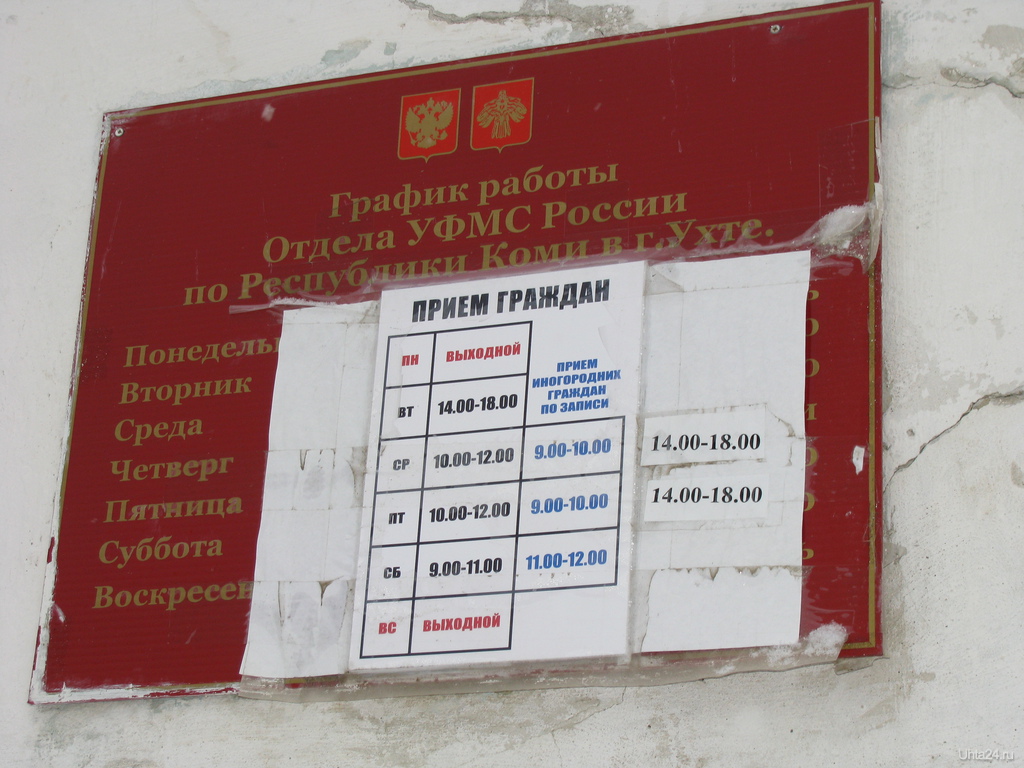 График работы
Отдела УФМС России
по Республики Коми в г.Ухте.
Понедель
Вторник
Среда
Четверг
Пятница
Суббота
Воскресен
ПРИЕМ ГРАЖДАН
ПН ВЫХОДНОЙ
ПРИЕМ
ИНОГОРОДНИХ
ГРАЖДАН
ПО ЗАПИСИ
ВТ 14.00-18.00
СР 10.00-12.00 9.00-10.00 14.00-18.00
ПТ 10.00-12.00 9.00-10.00 14.00-18.00
СБ 9.00-11.00 11.00-12.00
ВС ВЫХОДНОЙ
Uhta24.ru